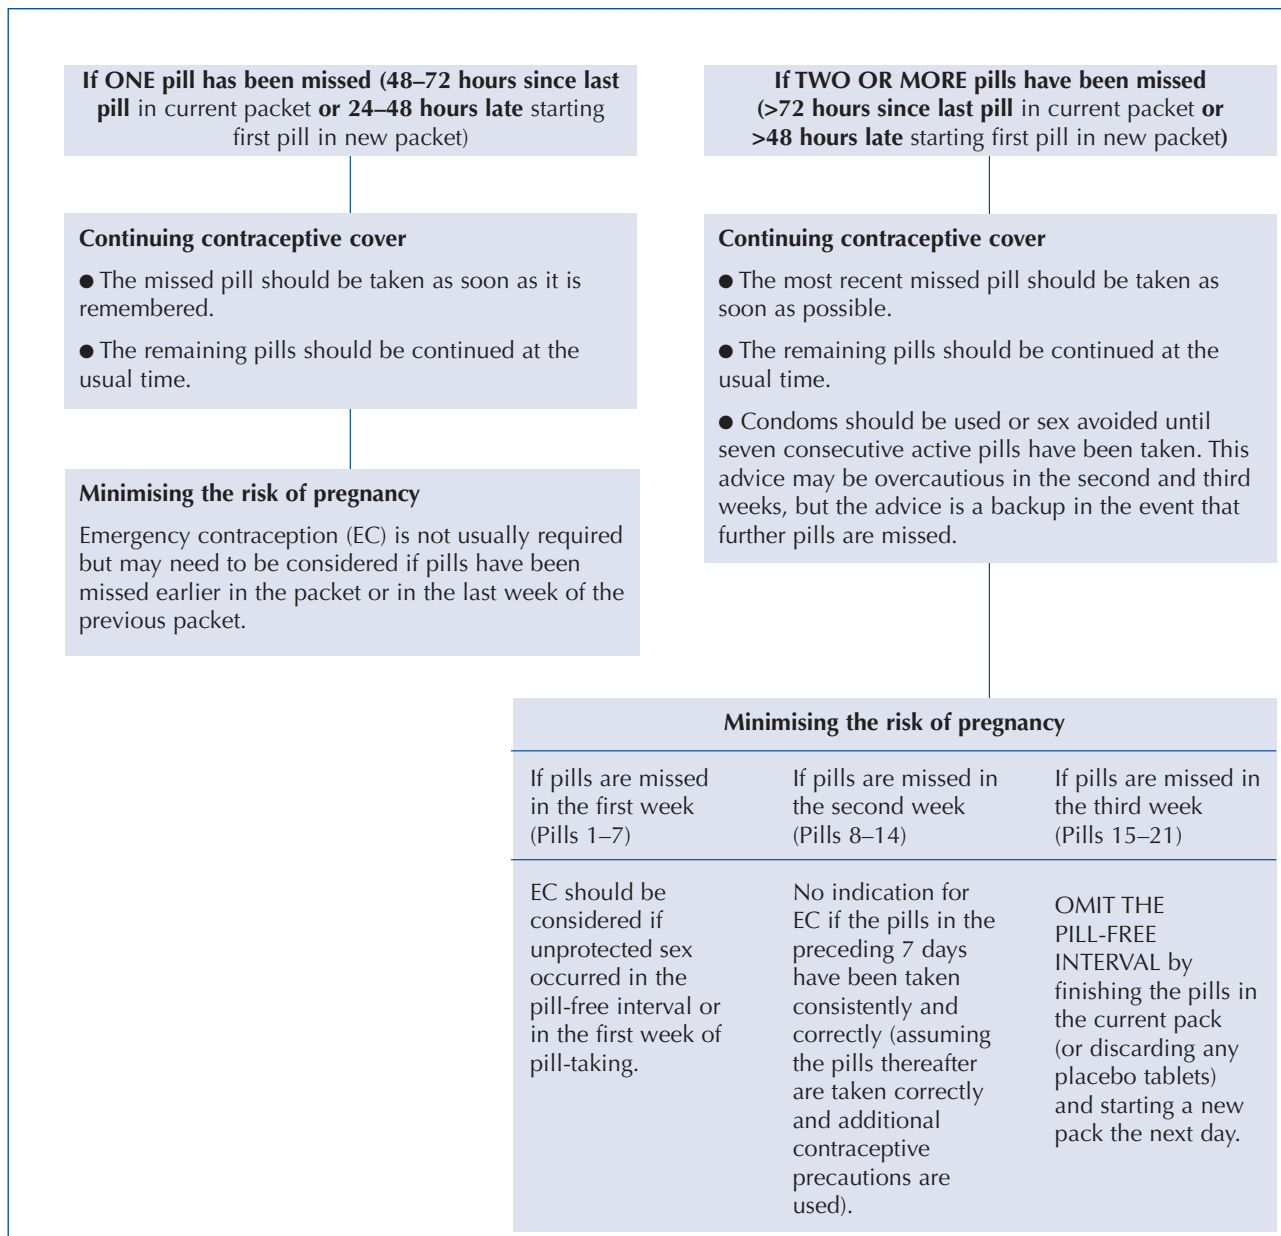 If ONE pill has been missed (48–72 hours since last
pill in current packet or 24–48 hours late starting
first pill in new packet)
Continuing contraceptive cover
● The missed pill should be taken as soon as it is
remembered.
● The remaining pills should be continued at the
usual time.
Minimising the risk of pregnancy
Emergency contraception (EC) is not usually required
but may need to be considered if pills have been
missed earlier in the packet or in the last week of the
previous packet.
If TWO OR MORE pills have been missed
(>72 hours since last pill in current packet or
>48 hours late starting first pill in new packet)
Continuing contraceptive cover
● The most recent missed pill should be taken as
soon as possible.
● The remaining pills should be continued at the
usual time.
● Condoms should be used or sex avoided until
seven consecutive active pills have been taken. This
advice may be overcautious in the second and third
weeks, but the advice is a backup in the event that
further pills are missed.
Minimising the risk of pregnancy
If pills are missed
in the first week
(Pills 1–7)
If pills are missed in
the second week
(Pills 8–14)
If pills are missed in
the third week
(Pills 15–21)
EC should be
considered if
unprotected sex
occurred in the
pill-free interval or
in the first week of
pill-taking.
No indication for
EC if the pills in the
preceding 7 days
have been taken
consistently and
correctly (assuming
the pills thereafter
are taken correctly
and additional
contraceptive
precautions are
used).
OMIT THE
PILL-FREE
INTERVAL by
finishing the pills in
the current pack
(or discarding any
placebo tablets)
and starting a new
pack the next day.